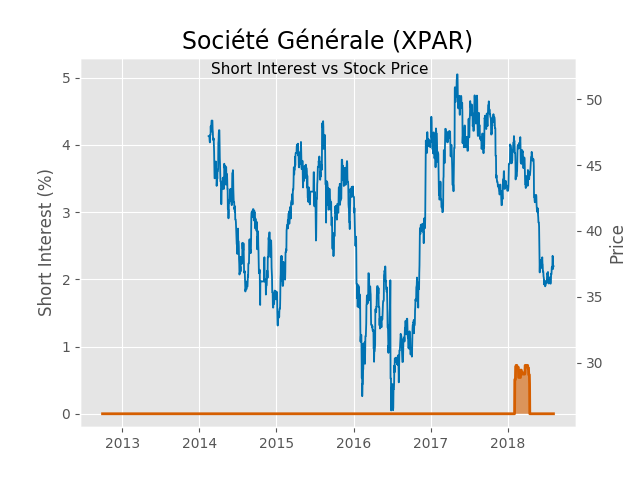 Société Générale (XPAR)
Short Interest vs Stock Price
Short Interest (%)
5
4
3
2
1
0
50
45
40
35
30
Price
2013 2014 2015 2016 2017 2018